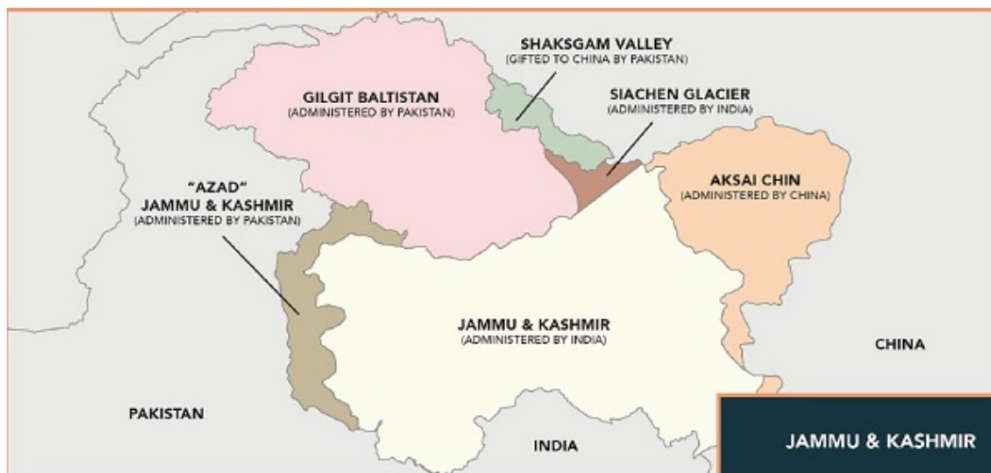 SHAKSGAM VALLEY
(GIFTED TO CHINA BY PAKISTAN)
GILGIT BALTISTAN
(ADMINISTERED BY PAKISTAN)
SIACHEN GLACIER
(ADMINISTERED BY INDIA)
"AZAD"
JAMMU & KASHMIR
(ADMINISTERED BY PAKISTAN)
AKSAI CHIN
(ADMINISTERED BY CHINA)
JAMMU & KASHMIR
(ADMINISTERED BY INDIA)
CHINA
PAKISTAN
INDIA
JAMMU & KASHMIR